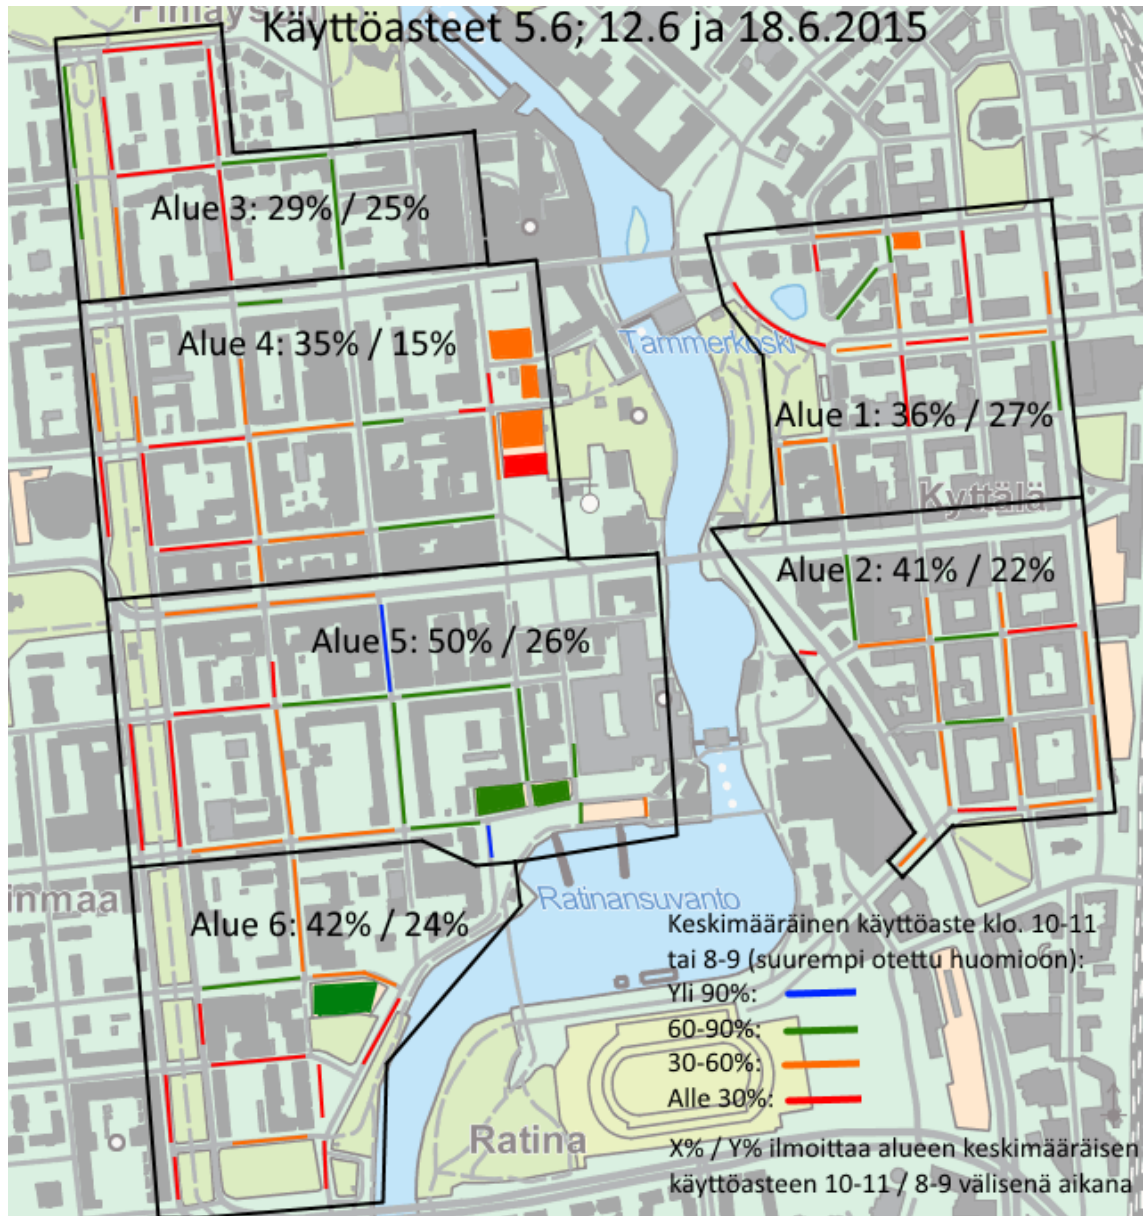 Finlayson
Käyttöasteet 5.6; 12.6 ja 18.6.2015
Alue 3: 29% / 25%
Alue 4: 35% / 15%
Tammerkoski
Alue 1: 36% / 27%
Kyttälä
Alue 2: 41% / 22%
Alue 5: 50% / 26%
inmaa
Alue 6: 42% / 24%
Ratinansuvanto
Keskimääräinen käyttöaste klo. 10-11
tai 8-9 (suurempi otettu huomioon):
Yli 90%:
60-90%:
30-60%:
Alle 30%:
Ratina
X% / Y% ilmoittaa alueen keskimääräisen
käyttöasteen 10-11 / 8-9 välisenä aikana